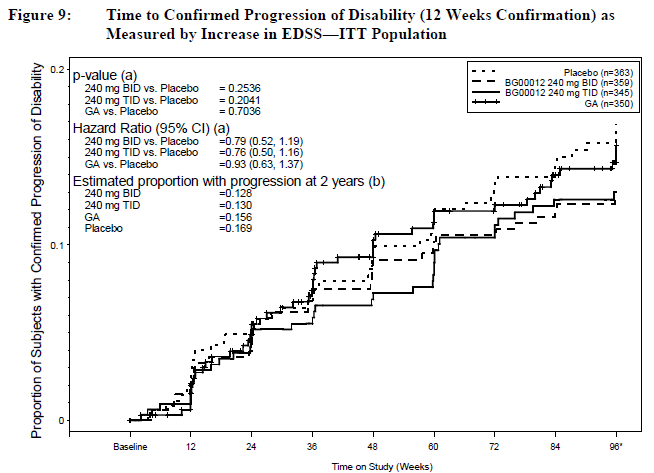 Figure 9: Time to Confirmed Progression of Disability (12 Weeks Confirmation) as
Measured by Increase in EDSS—ITT Population
Proportion of Subjects with Confirmed Progression of Disability
0.2
0.1
0
p-value (a)
240 mg BID vs. Placebo = 0.2536
240 mg TID vs. Placebo = 0.2041
GA vs. Placebo = 0.7036
Hazard Ratio (95% CI) (a)
240 mg BID vs. Placebo =0.79 (0.52, 1.19)
240 mg TID vs. Placebo =0.76 (0.50, 1.16)
GA vs. Placebo =0.93 (0.63, 1.37)
Estimated proportion with progression at 2 years (b)
240 mg BID =0.128
240 mg TID =0.130
GA =0.156
Placebo =0.169
Placebo (n=363)
BG00012 240 mg BID (n=359)
BG00012 240 mg TID (n=345)
GA (n=350)
Baseline 12 24 36 48 60 72 84 96*
Time on Study (Weeks)